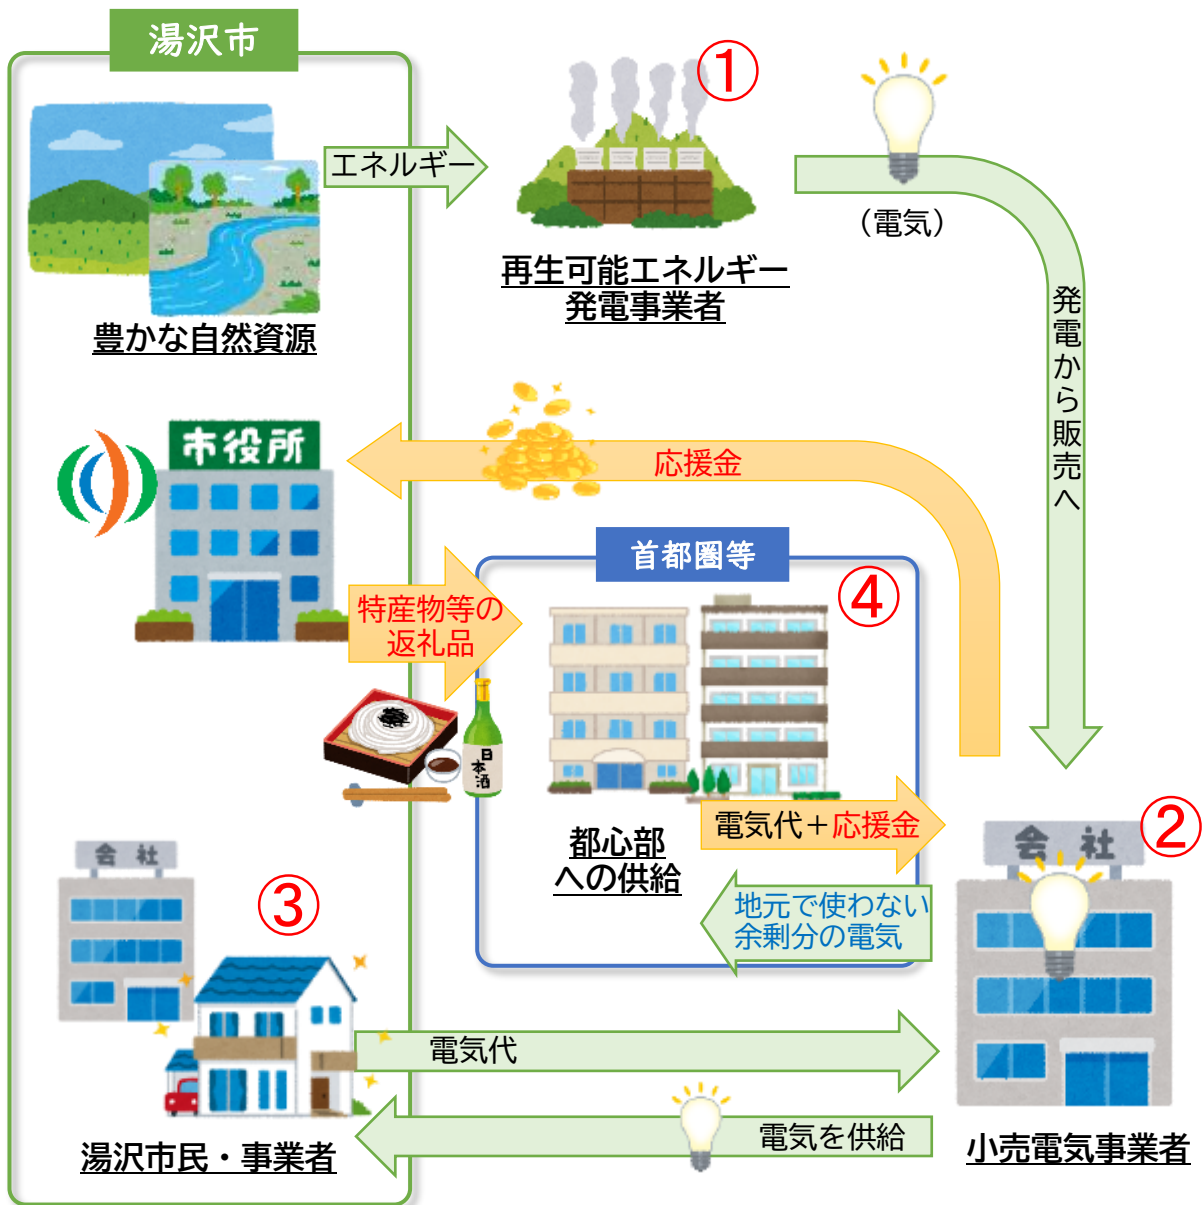 湯沢市
①
エネルギー
(電気)
再生可能エネルギー
発電事業者
豊かな自然資源
発電から販売へ
市役所
応援金
首都圏等
④
特産物等の
返礼品
日本酒
電気代＋応援金
都心部
への供給
②
会社
地元で使わない
余剰分の電気
会社
③
電気代
電気を供給
湯沢市民・事業者
小売電気事業者